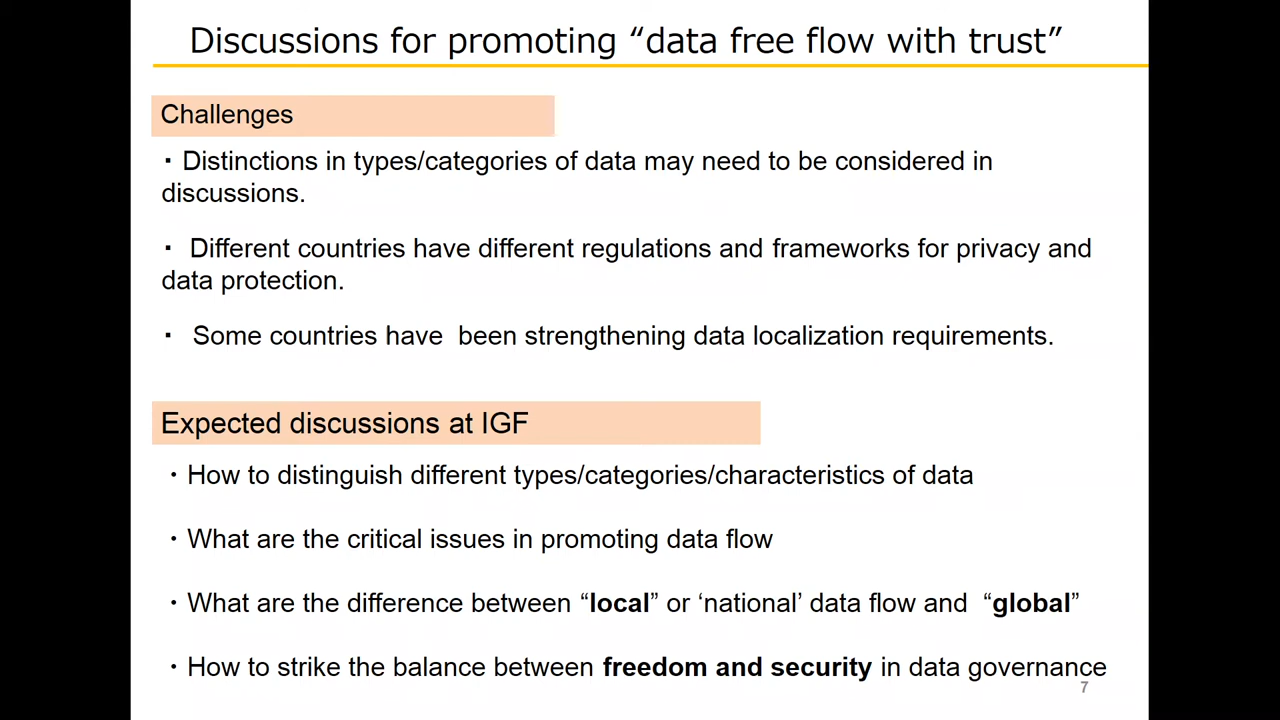 Discussions for promoting “data free flow with trust”
Challenges
・Distinctions in types/categories of data may need to be considered in
discussions.
・ Different countries have different regulations and frameworks for privacy and
data protection.
・ Some countries have  been strengthening data localization requirements.
Expected discussions at IGF
・How to distinguish different types/categories/characteristics of data
・What are the critical issues in promoting data flow
・What are the difference between “local” or ‘national’ data flow and  “global”
・How to strike the balance between freedom and security in data governance
7